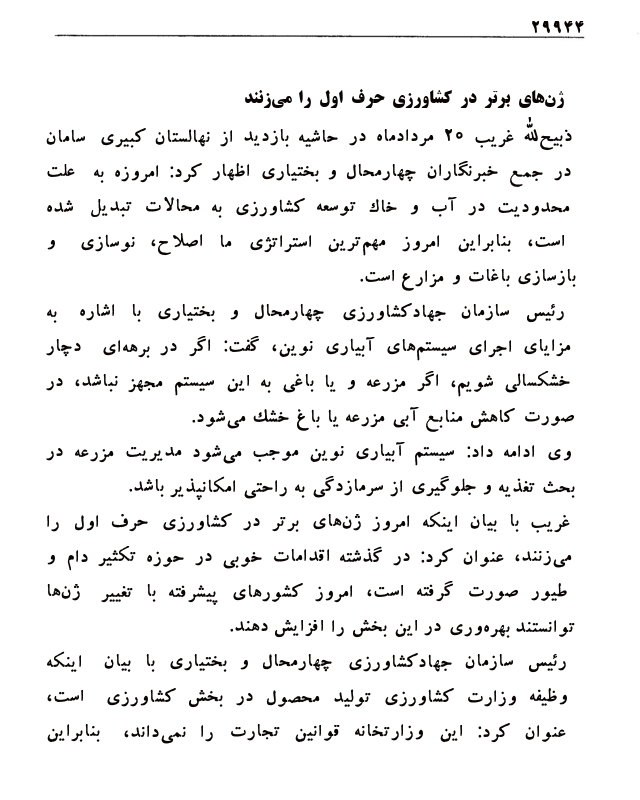 ۲۹۹۴۴
ژن‌های برتر در کشاورزی حرف اول را می‌زنند
ذبیح‌الله غریب ۲۰ مردادماه در حاشیه بازدید از نهالستان کبیری سامان
در جمع خبرنگاران چهارمحال و بختیاری اظهار کرد: امروزه به علت
محدودیت در آب و خاک توسعه کشاورزی به محالات تبدیل شده
است، بنابراین امروز مهم‌ترین استراتژی ما اصلاح، نوسازی و
بازسازی باغات و مزارع است.
رئیس سازمان جهادکشاورزی چهارمحال و بختیاری با اشاره به
مزایای اجرای سیستم‌های آبیاری نوین، گفت: اگر در برهه‌ای دچار
خشکسالی شویم، اگر مزرعه و یا باغی به این سیستم مجهز نباشد، در
صورت کاهش منابع آبی مزرعه یا باغ خشک می‌شود.
وی ادامه داد: سیستم آبیاری نوین موجب می‌شود مدیریت مزرعه در
بحث تغذیه و جلوگیری از سرمازدگی به راحتی امکانپذیر باشد.
غریب با بیان اینکه امروز ژن‌های برتر در کشاورزی حرف اول را
می‌زنند، عنوان کرد: در گذشته اقدامات خوبی در حوزه تکثیر دام و
طیور صورت گرفته است، امروز کشورهای پیشرفته با تغییر ژن‌ها
توانستند بهره‌وری در این بخش را افزایش دهند.
رئیس سازمان جهادکشاورزی چهارمحال و بختیاری با بیان اینکه
وظیفه وزارت کشاورزی تولید محصول در بخش کشاورزی است،
عنوان کرد: این وزارتخانه قوانین تجارت را نمی‌داند، بنابراین